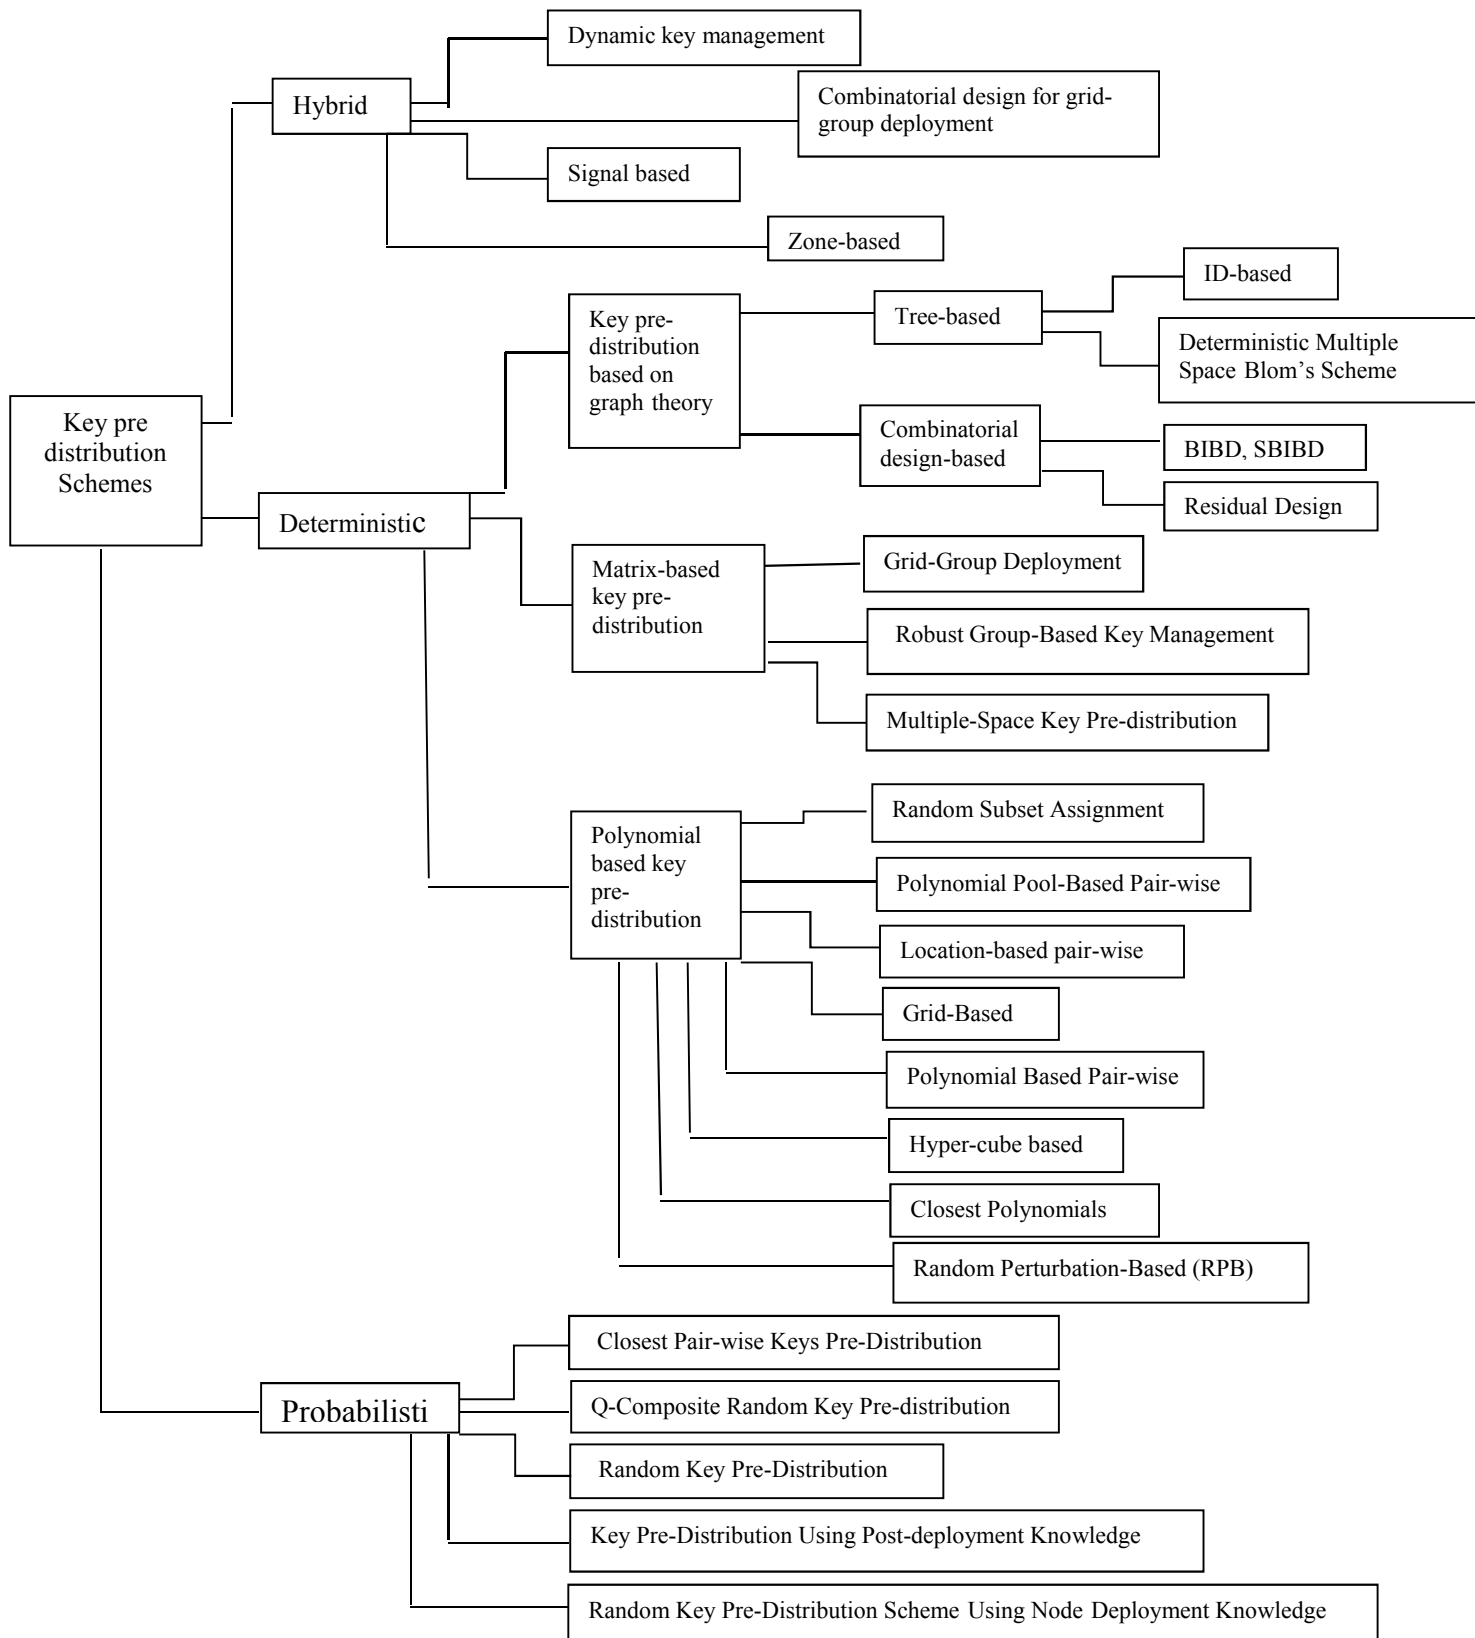 Dynamic key management
Hybrid
Combinatorial design for grid-
group deployment
Signal based
Zone-based
ID-based
Key pre-
distribution
based on
graph theory
Tree-based
Deterministic Multiple
Space Blom’s Scheme
Key pre
distribution
Schemes
Combinatorial
design-based
BIBD, SBIBD
Residual Design
Deterministic
Matrix-based
key pre-
distribution
Grid-Group Deployment
Robust Group-Based Key Management
Multiple-Space Key Pre-distribution
Polynomial
based key
pre-
distribution
Random Subset Assignment
Polynomial Pool-Based Pair-wise
Location-based pair-wise
Grid-Based
Polynomial Based Pair-wise
Hyper-cube based
Closest Polynomials
Random Perturbation-Based (RPB)
Closest Pair-wise Keys Pre-Distribution
Probabilisti
Q-Composite Random Key Pre-distribution
Random Key Pre-Distribution
Key Pre-Distribution Using Post-deployment Knowledge
Random Key Pre-Distribution Scheme Using Node Deployment Knowledge